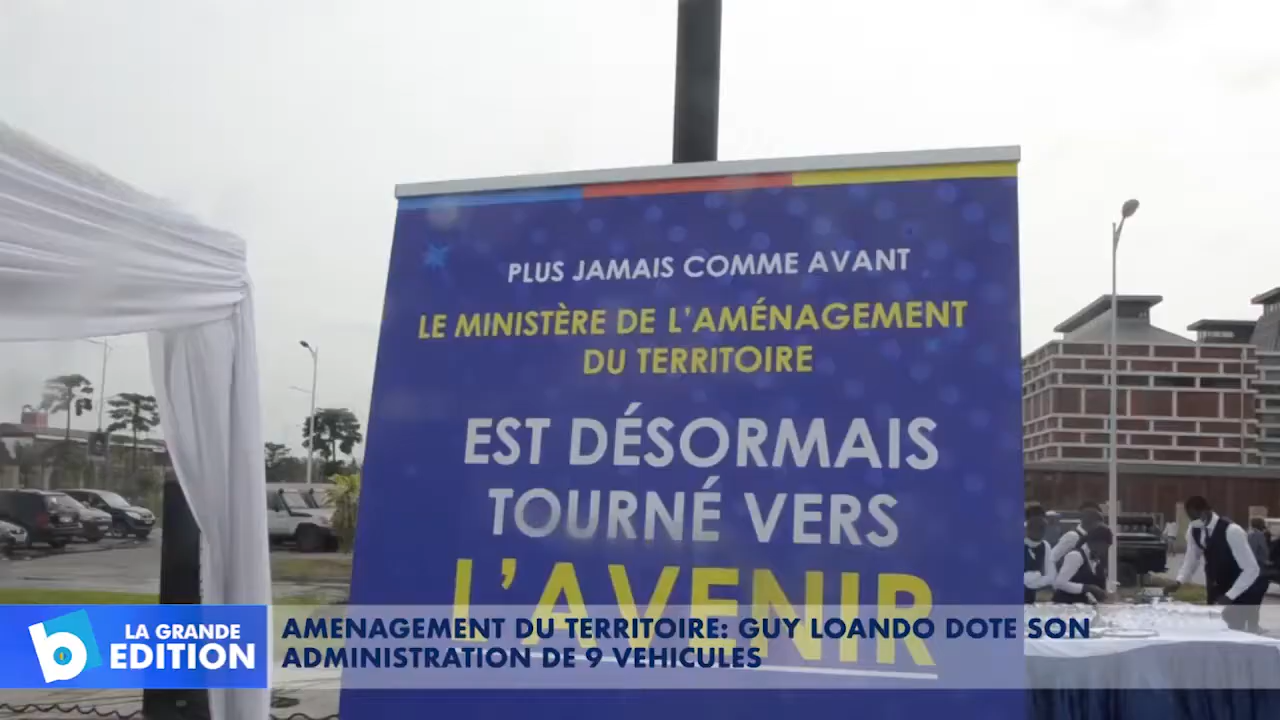 PLUS JAMAIS COMME AVANT
LE MINISTÈRE DE L'AMÉNAGEMENT
DU TERRITOIRE
EST DÉSORMAIS
TOURNÉ VERS
L'AVENIR
b
LA GRANDE
EDITION
AMENAGEMENT DU TERRITOIRE: GUY LOANDO DOTE SON
ADMINISTRATION DE 9 VEHICULES